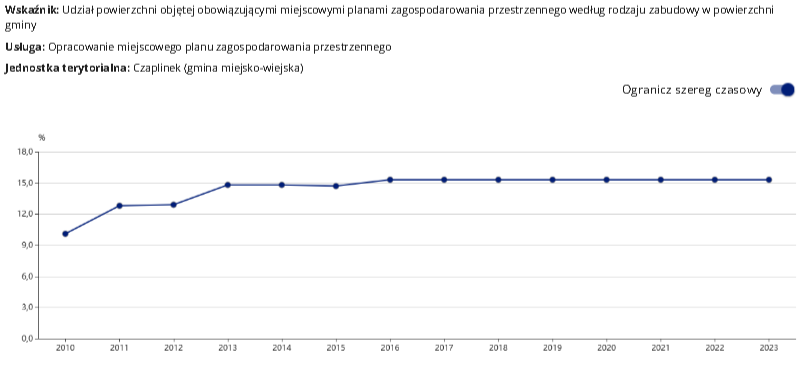 Wskaźnik: Udział powierzchni objętej obowiązującymi miejscowymi planami zagospodarowania przestrzennego według rodzaju zabudowy w powierzchni
gminy
Usługa: Opracowanie miejscowego planu zagospodarowania przestrzennego
Jednostka terytorialna: Czaplinek (gmina miejsko-wiejska)
Ogranicz szereg czasowy
%
18,0
15,0
12,0
9,0
6,0
3,0
0,0
2010 2011 2012 2013 2014 2015 2016 2017 2018 2019 2020 2021 2022 2023